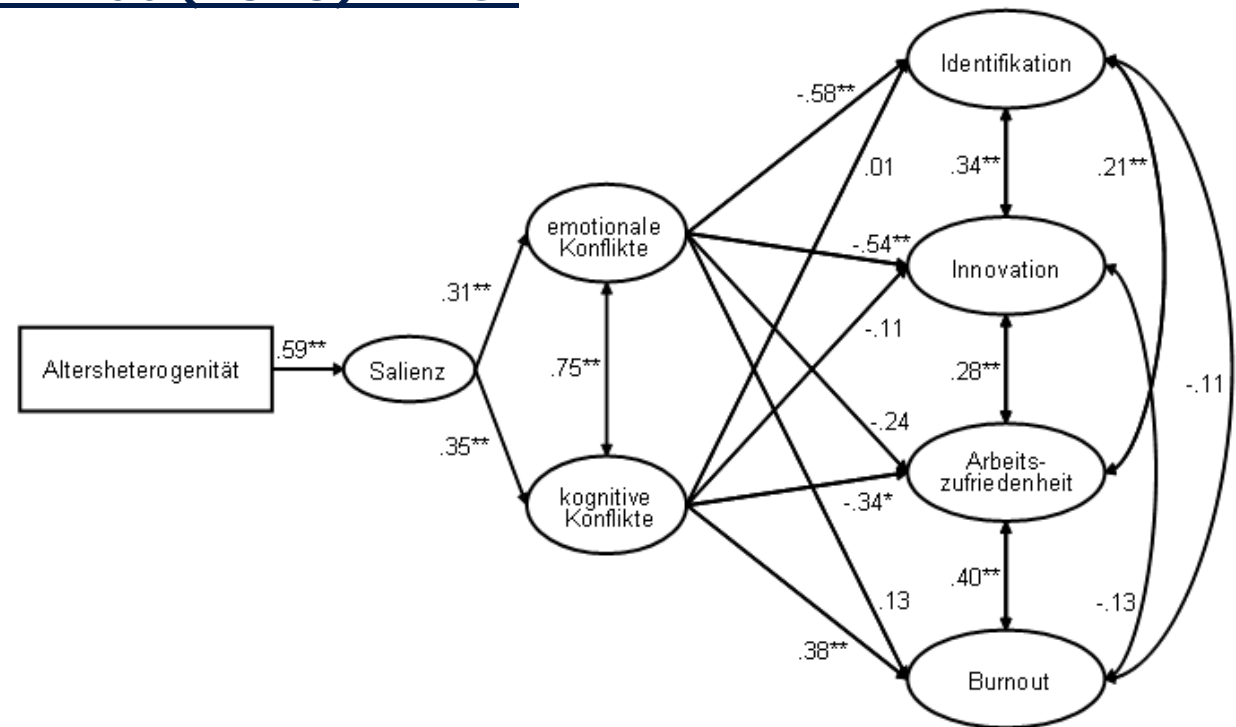 Identifikation
-.58**
.01
.34**
.21**
emotionale
Konflikte
-.54**
Innovation
.31**
-.11
.59**
Altersheterogenität
Salienz
.75**
.28**
-.11
.35**
-.24
Arbeits-
zufriedenheit
kognitive
Konflikte
-.34*
.40**
.13
-.13
.38**
Burnout